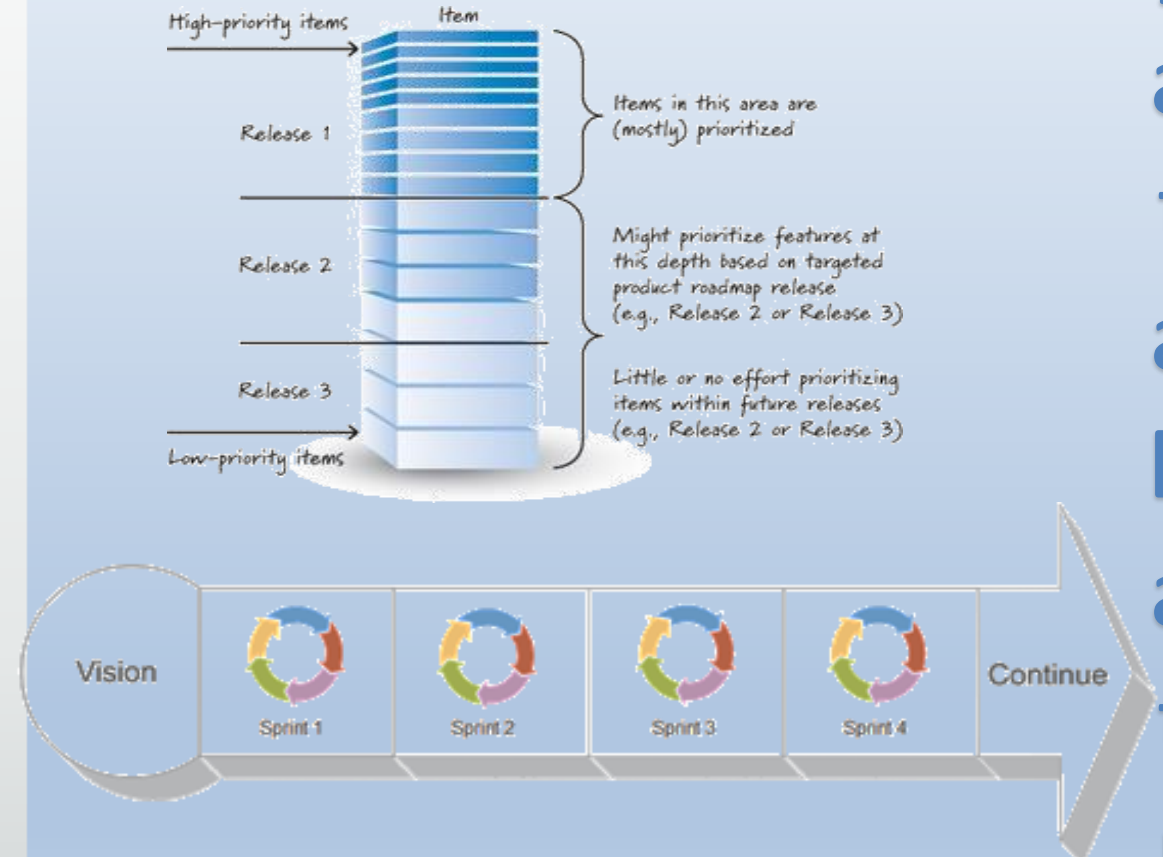 High-priority items
Item
Items in this area are
(mostly) prioritized
Release 1
Might prioritize features at
this depth based on targeted
product roadmap release
(e.g., Release 2 or Release 3)
Release 2
Little or no effort prioritizing
items within future releases
(e.g., Release 2 or Release 3)
Release 3
Low-priority items
Vision
Sprint 1
Sprint 2
Sprint 3
Sprint 4
Continue